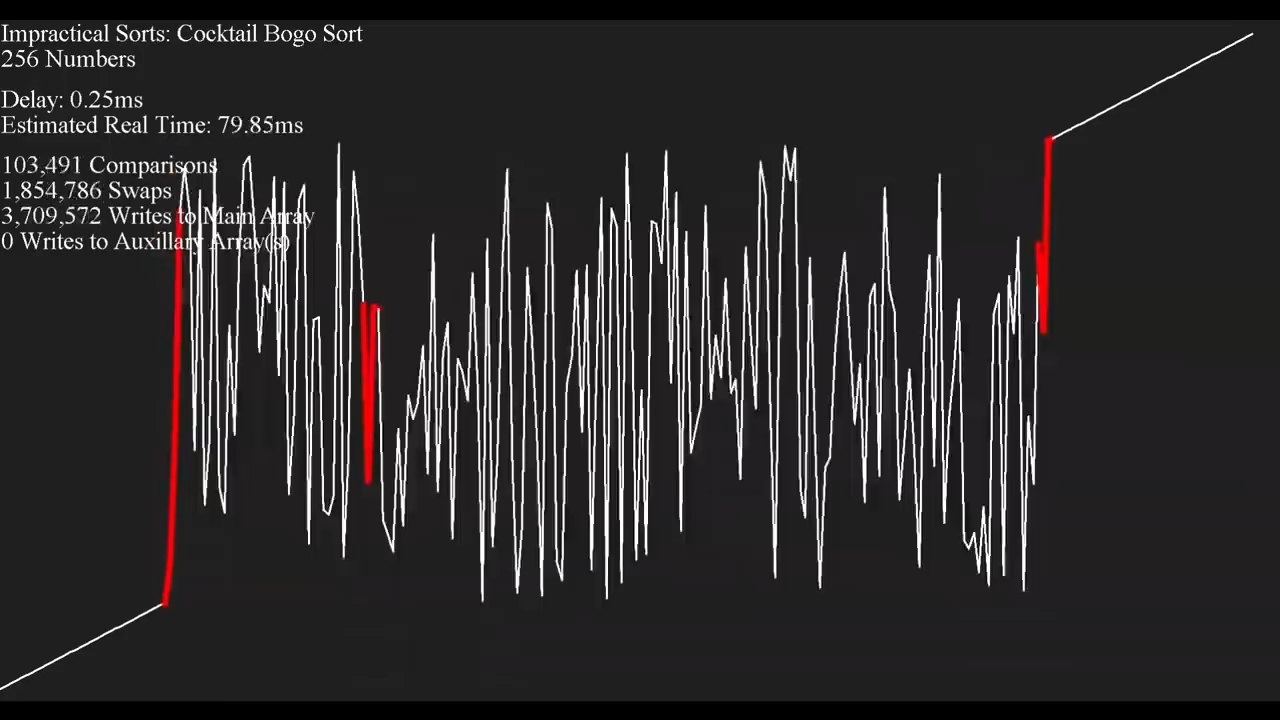 Impractical Sorts: Cocktail Bogo Sort
256 Numbers
Delay: 0.25ms
Estimated Real Time: 79.85ms
103,491 Comparisons
1,854,786 Swaps
3,709,572 Writes to Main Array
0 Writes to Auxillary Array(s)